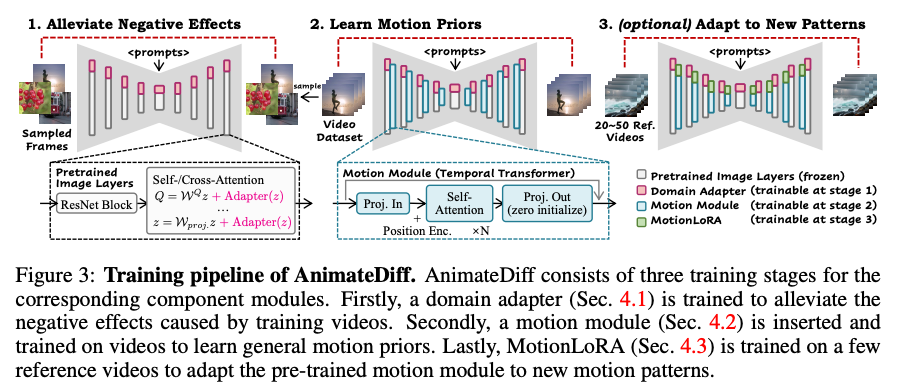 1. Alleviate Negative Effects
<prompts>
Sampled
Frames
sample
Pretrained
Image Layers
ResNet Block
Self-/Cross-Attention
Q = W^Q z + Adapter(z)
...
z = W_proj. z + Adapter(z)
2. Learn Motion Priors
<prompts>
Video
Dataset
Motion Module (Temporal Transformer)
Proj. In
+
Position Enc.
Self-
Attention
×N
Proj. Out
(zero initialize)
3. (optional) Adapt to New Patterns
<prompts>
20~50 Ref.
Videos
Pretrained Image Layers (frozen)
Domain Adapter (trainable at stage 1)
Motion Module (trainable at stage 2)
MotionLoRA (trainable at stage 3)
Figure 3: Training pipeline of AnimateDiff. AnimateDiff consists of three training stages for the
corresponding component modules. Firstly, a domain adapter (Sec. 4.1) is trained to alleviate the
negative effects caused by training videos. Secondly, a motion module (Sec. 4.2) is inserted and
trained on videos to learn general motion priors. Lastly, MotionLoRA (Sec. 4.3) is trained on a few
reference videos to adapt the pre-trained motion module to new motion patterns.